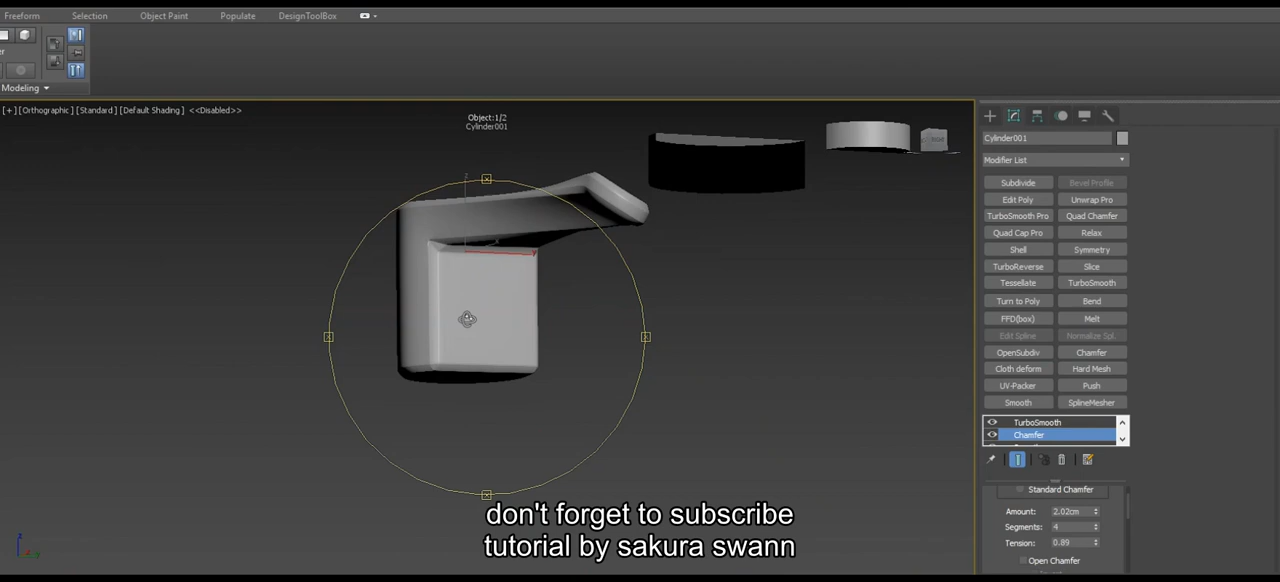 Freeform Selection Object Paint Populate DesignToolBox
Modeling
[+] [Orthographic] [Standard] [Default Shading] <<Disabled>>
Object:1/2
Cylinder001
Cylinder001
Modifier List
Subdivide Bevel Profile
Edit Poly Unwrap Pro
TurboSmooth Pro Quad Chamfer
Quad Cap Pro Relax
Shell Symmetry
TurboReverse Slice
Tessellate TurboSmooth
Turn to Poly Bend
FFD(box) Melt
Edit Spline Normalize Spl.
OpenSubdiv Chamfer
Cloth deform Hard Mesh
UV-Packer Push
Smooth SplineMesher
TurboSmooth
Chamfer
Standard Chamfer
Amount: 2.02cm
Segments: 4
Tension: 0.89
Open Chamfer
don't forget to subscribe
tutorial by sakura swann